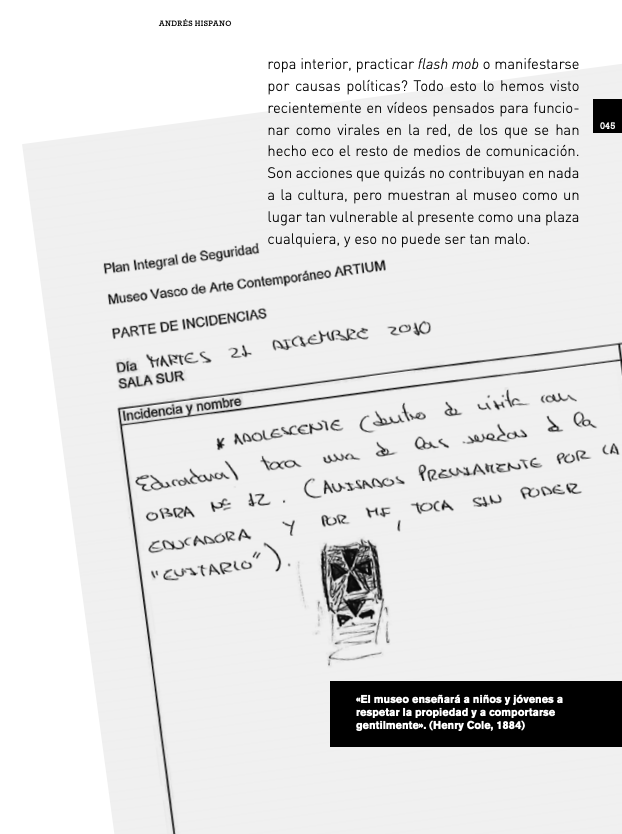 ANDRÉS HISPANO
ropa interior, practicar flash mob o manifestarse
por causas políticas? Todo esto lo hemos visto
recientemente en vídeos pensados para funcio-
nar como virales en la red, de los que se han
hecho eco el resto de medios de comunicación.
Son acciones que quizás no contribuyan en nada
a la cultura, pero muestran al museo como un
lugar tan vulnerable al presente como una plaza
cualquiera, y eso no puede ser tan malo.
045
Plan Integral de Seguridad
Museo Vasco de Arte Contemporáneo ARTIUM
PARTE DE INCIDENCIAS
Día MARTES 21 DICIEMBRE 2010
SALA SUR
Incidencia y nombre
* ADOLESCENTE (dentro de visita con
Educadora) toca una de las ruedas d la
OBRA Nº 12. (AVISADOS PREVIAMENTE POR LA
EDUCADORA Y POR MI, TOCA SIN PODER
"EVITARLO").
«El museo enseñará a niños y jóvenes a
respetar la propiedad y a comportarse
gentilmente». (Henry Cole, 1884)